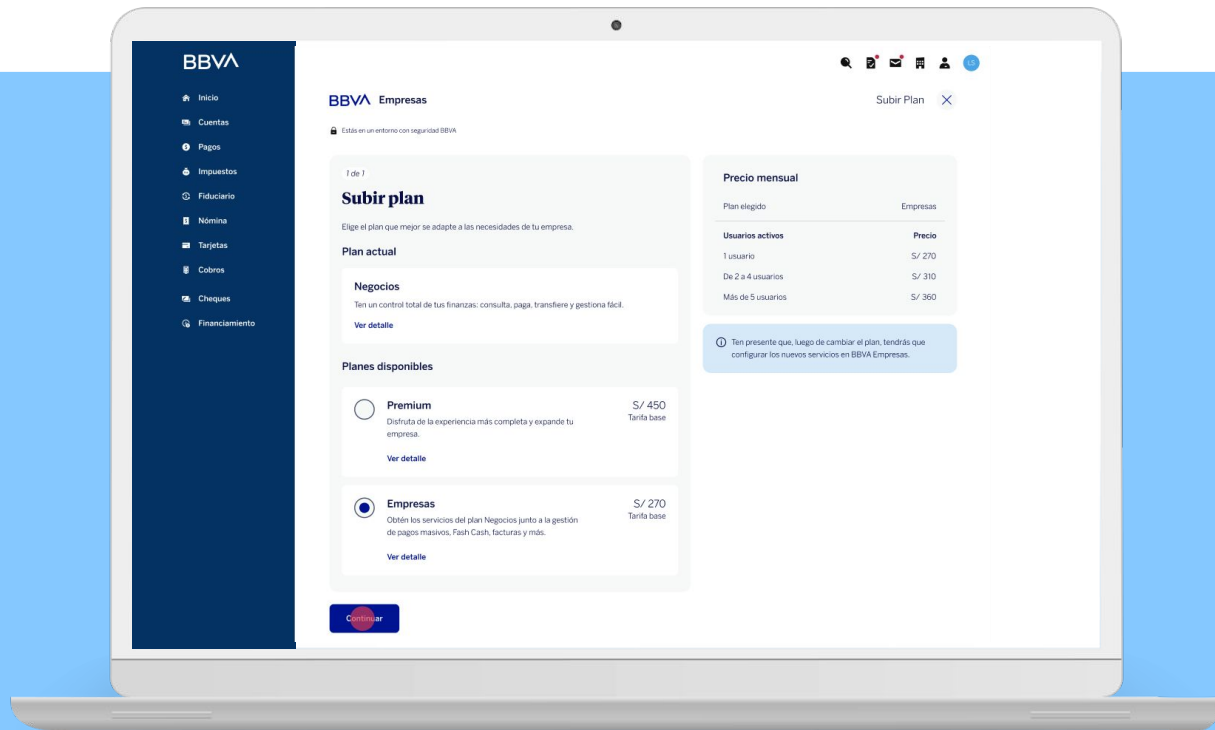 BBVA
Inicio
Cuentas
Pagos
Impuestos
Fiduciario
Nómina
Tarjetas
Cobros
Cheques
Financiamiento
LS
BBVA Empresas
Subir Plan
Estás en un entorno con seguridad BBVA
1 de 1
Subir plan
Elige el plan que mejor se adapte a las necesidades de tu empresa.
Plan actual
Negocios
Ten un control total de tus finanzas: consulta, paga, transfiere y gestiona fácil.
Ver detalle
Planes disponibles
Premium
S/ 450
Disfruta de la experiencia más completa y expande tu
empresa.
Tarifa base
Ver detalle
Empresas
S/ 270
Obtén los servicios del plan Negocios junto a la gestión
de pagos masivos, Fash Cash, facturas y más.
Tarifa base
Ver detalle
Continuar
Precio mensual
Plan elegido Empresas
Usuarios activos Precio
1 usuario S/ 270
De 2 a 4 usuarios S/ 310
Más de 5 usuarios S/ 360
Ten presente que, luego de cambiar el plan, tendrás que
configurar los nuevos servicios en BBVA Empresas.